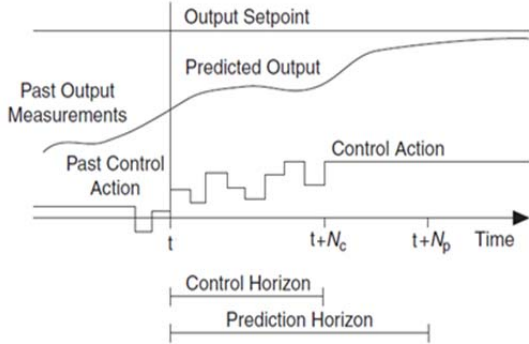 Output Setpoint
Predicted Output
Past Output
Measurements
Past Control
Action
Control Action
t
t+Nc
t+Np
Time
Control Horizon
Prediction Horizon